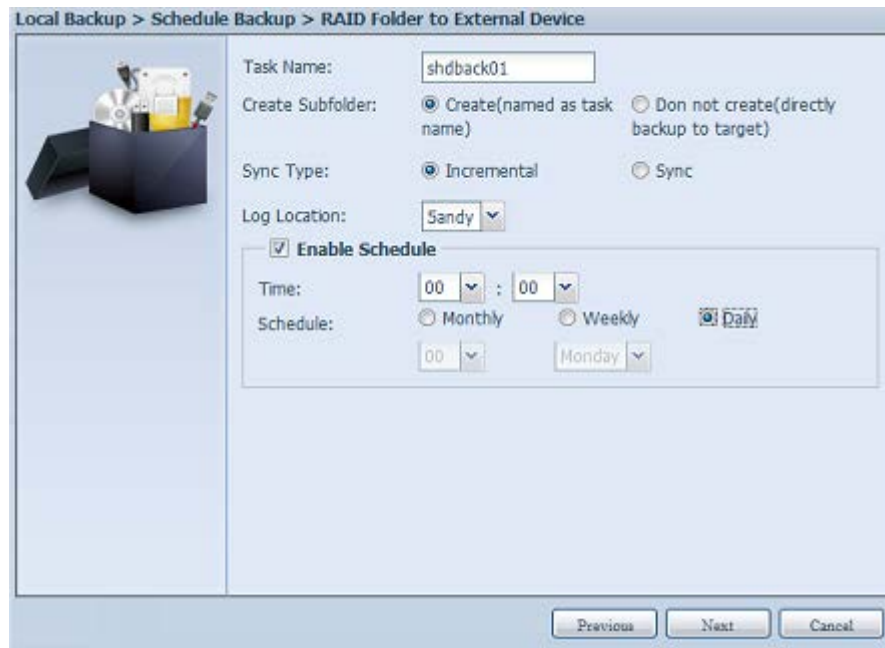 Local Backup > Schedule Backup > RAID Folder to External Device
Task Name: shdback01
Create Subfolder: Create(named as task name) Don not create(directly backup to target)
Sync Type: Incremental Sync
Log Location: Sandy
Enable Schedule
Time: 00 : 00
Schedule: Monthly Weekly Daily
00 Monday
Previous Next Cancel